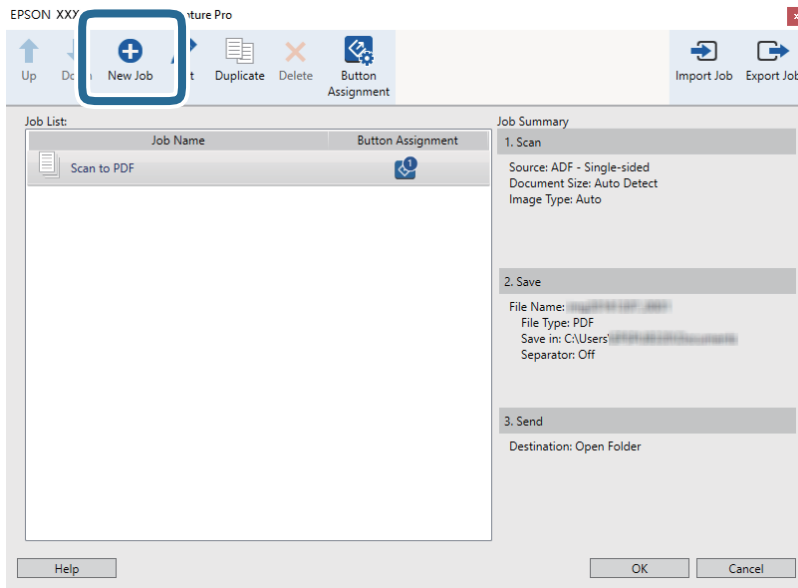 EPSON XXX ture Pro
Up Do n New Job t Duplicate Delete Button Assignment Import Job Export Job
Job List:
Job Name Button Assignment
Scan to PDF 1
Job Summary
1. Scan
Source: ADF - Single-sided
Document Size: Auto Detect
Image Type: Auto
2. Save
File Name:
File Type: PDF
Save in: C:\Users\
Separator: Off
3. Send
Destination: Open Folder
Help OK Cancel